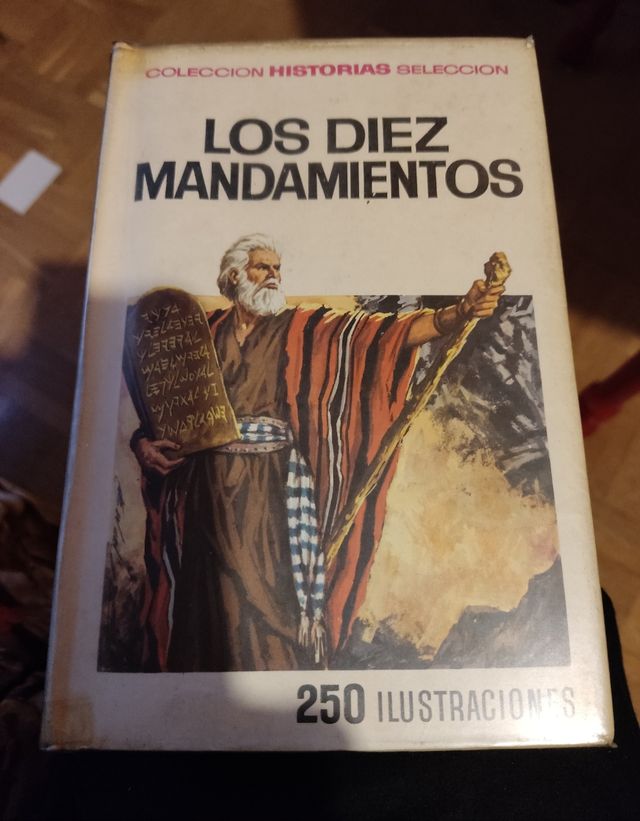 COLECCION HISTORIAS SELECCION
LOS DIEZ
MANDAMIENTOS
250 ILUSTRACIONES